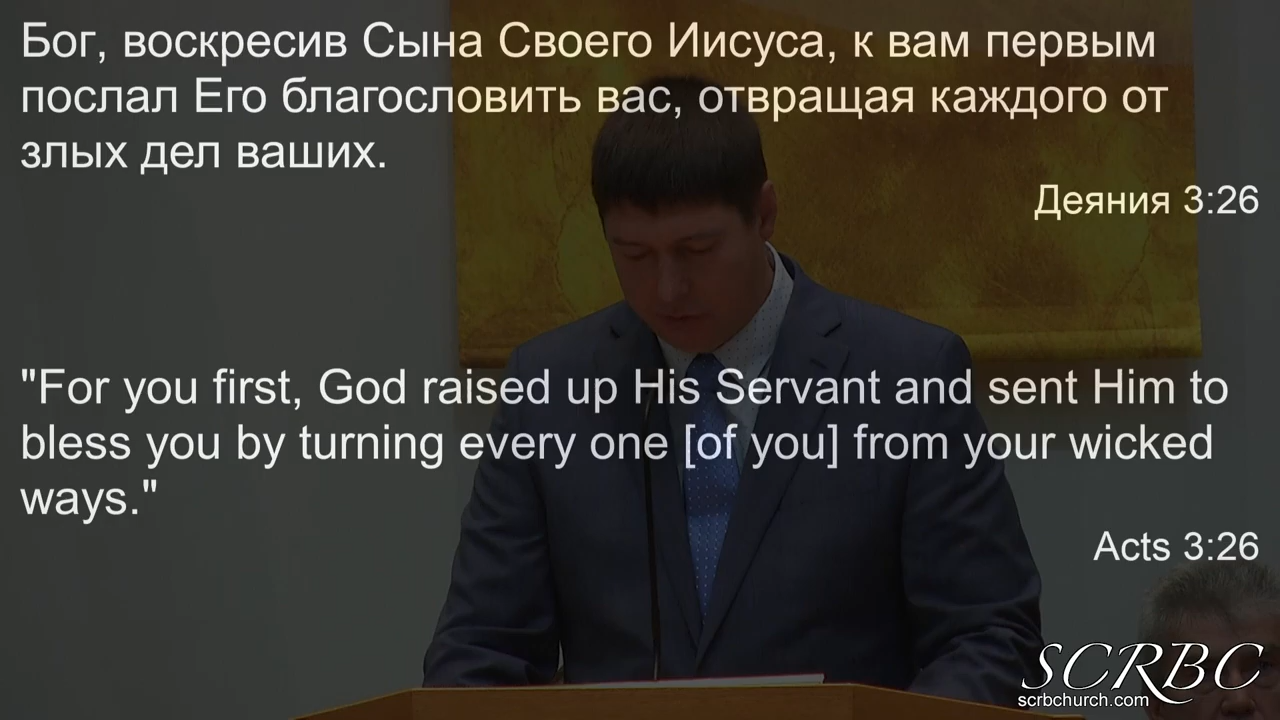 Бог, воскресив Сына Своего Иисуса, к вам первым
послал Его благословить вас, отвращая каждого от
злых дел ваших.
Деяния 3:26
"For you first, God raised up His Servant and sent Him to
bless you by turning every one [of you] from your wicked
ways."
Acts 3:26
SCRBC
scrbchurch.com